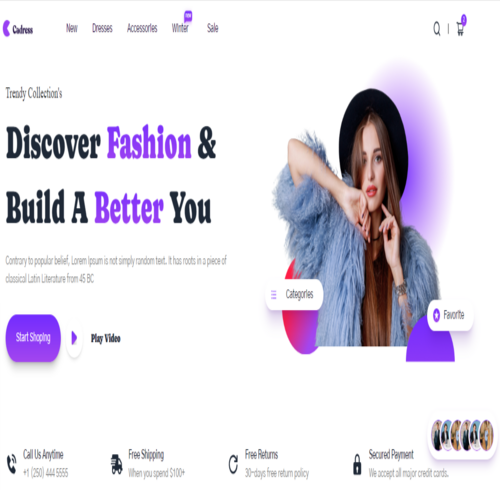 Cadress
New
Dresses
Accessories
Winter
Sale
Trendy Collection's
Discover Fashion &
Build A Better You
Contrary to popular belief, Lorem Ipsum is not simply random text. It has roots in a piece of
classical Latin Literature from 45 BC
Start Shoping
Play Video
Categories
Favorite
Call Us Anytime
+1 (250) 444 5555
Free Shipping
When you spend $100+
Free Returns
30-days free return policy
Secured Payment
We accept all major credit cards.